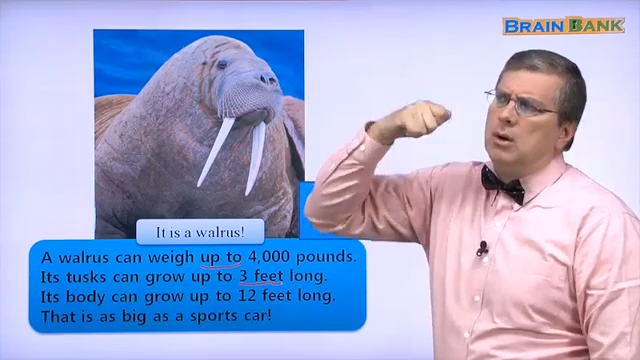 BRAIN BANK
It is a walrus!
A walrus can weigh up to 4,000 pounds.
Its tusks can grow up to 3 feet long.
Its body can grow up to 12 feet long.
That is as big as a sports car!